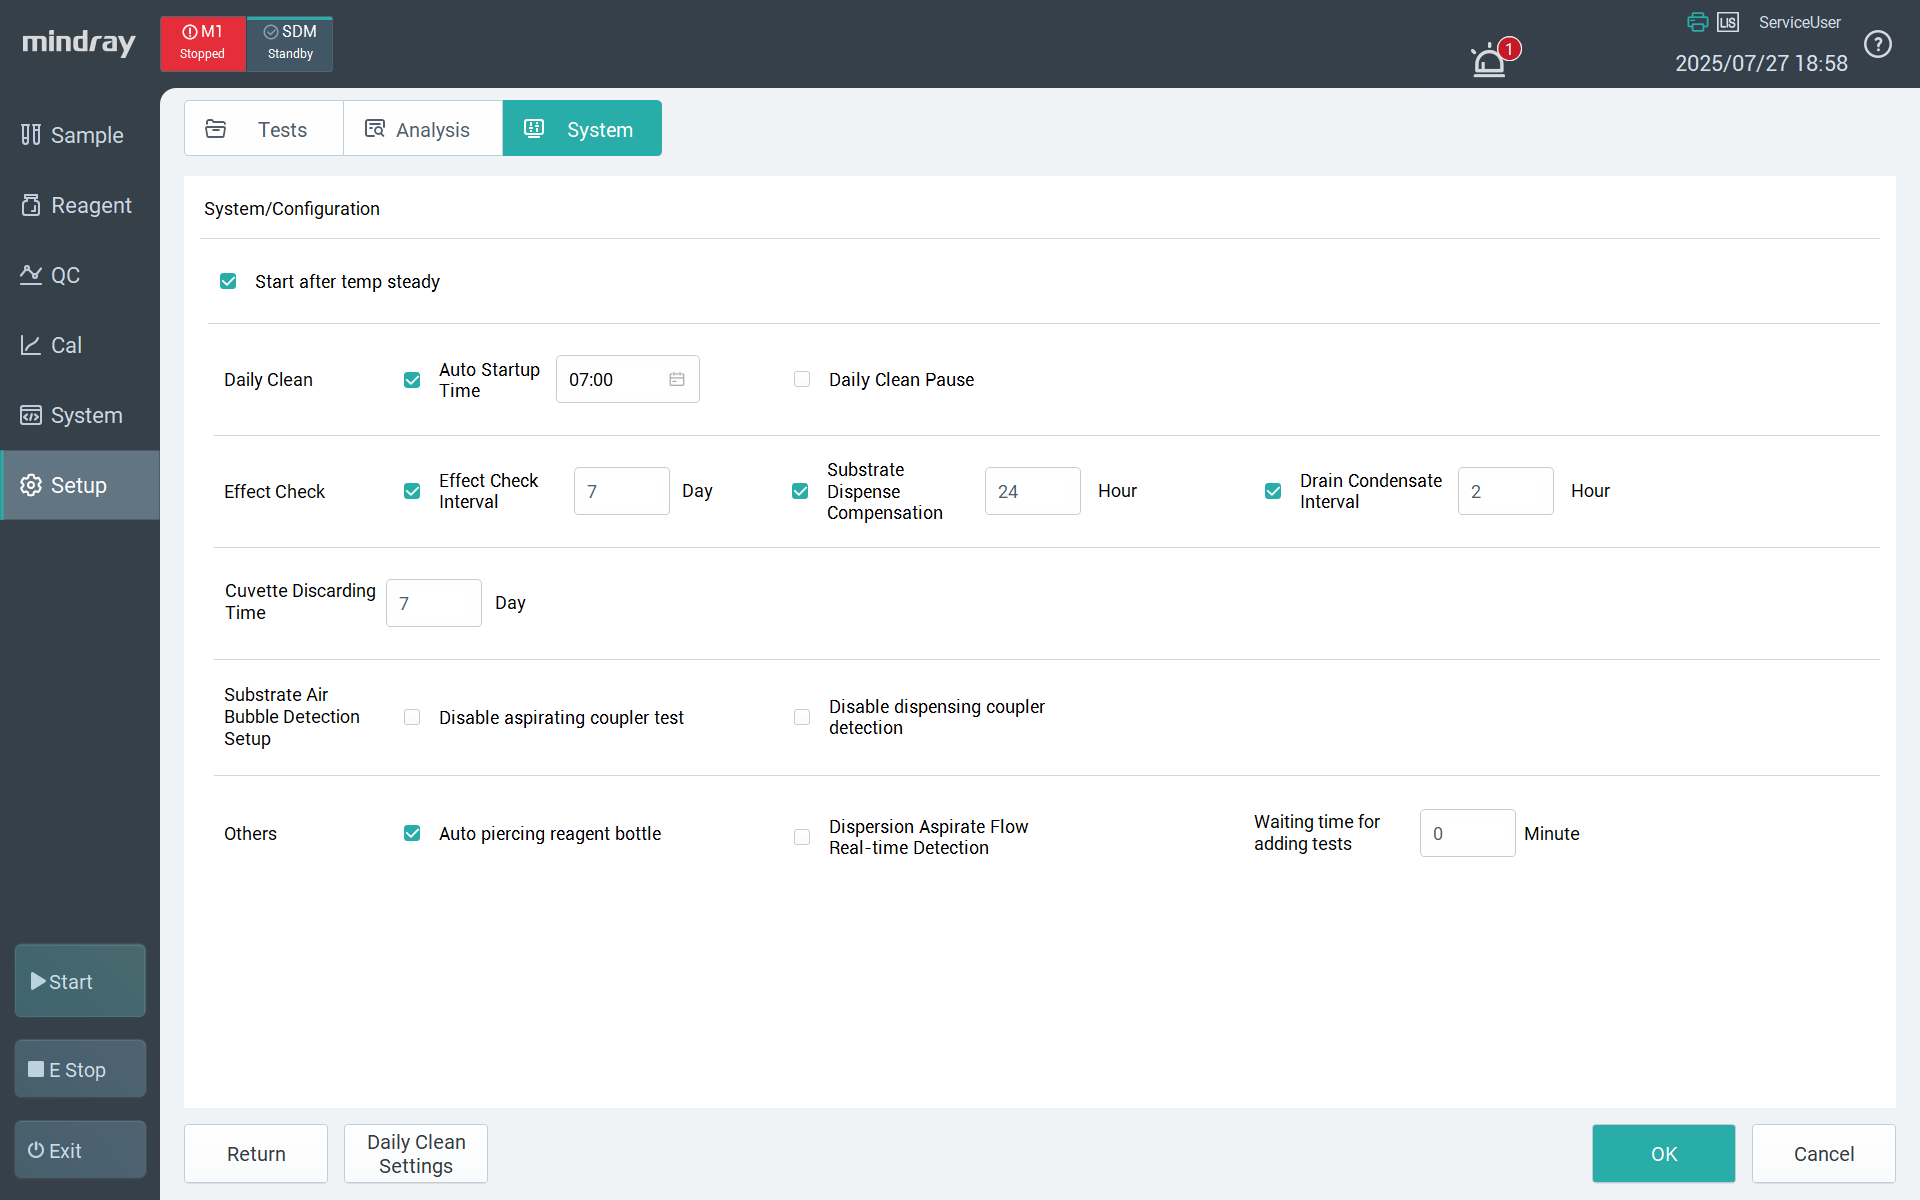 mindray
M1
Stopped
SDM
Standby
1
LIS
ServiceUser
2025/07/27 18:58
?
Sample
Reagent
QC
Cal
System
Setup
Start
E Stop
Exit
Tests
Analysis
System
System/Configuration
Start after temp steady
Daily Clean
Auto Startup
Time
07:00
Daily Clean Pause
Effect Check
Effect Check
Interval
7
Day
Substrate
Dispense
Compensation
24
Hour
Drain Condensate
Interval
2
Hour
Cuvette Discarding
Time
7
Day
Substrate Air
Bubble Detection
Setup
Disable aspirating coupler test
Disable dispensing coupler
detection
Others
Auto piercing reagent bottle
Dispersion Aspirate Flow
Real-time Detection
Waiting time for
adding tests
0
Minute
Return
Daily Clean
Settings
OK
Cancel